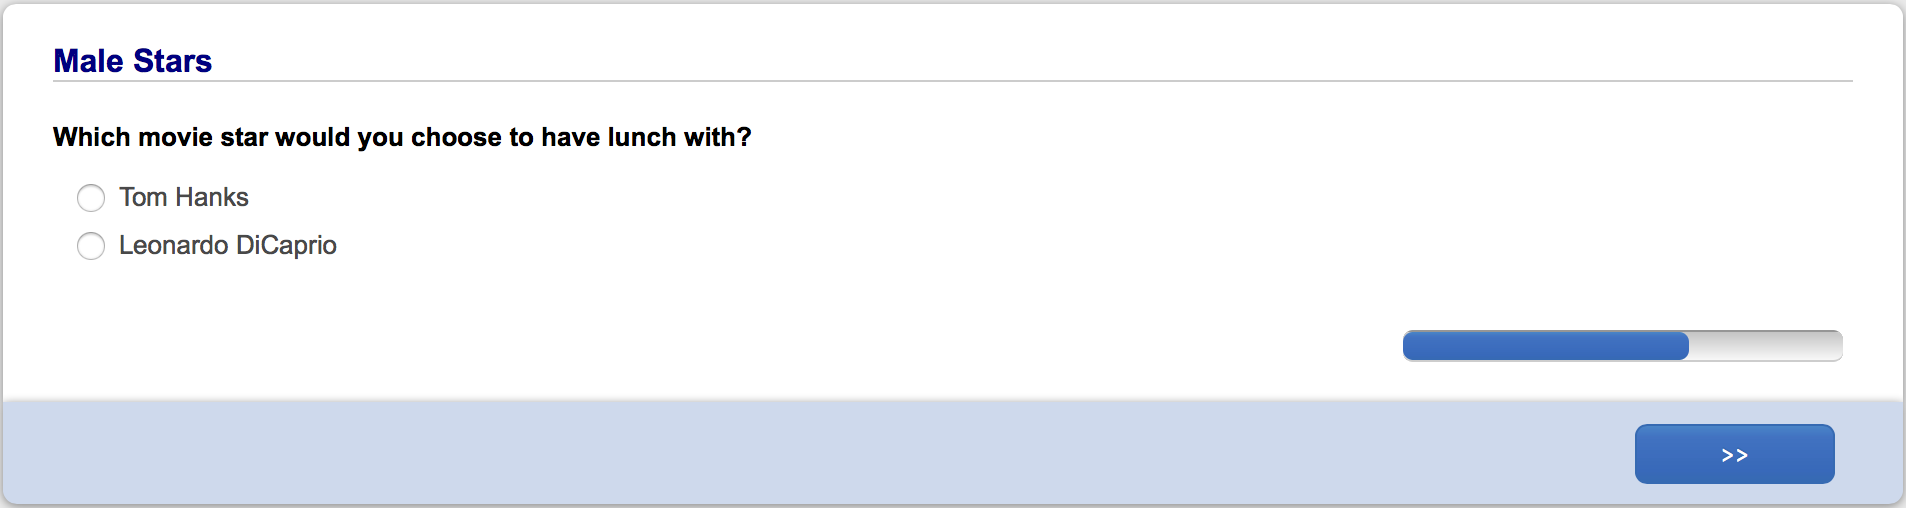 Male Stars
Which movie star would you choose to have lunch with?
Tom Hanks
Leonardo DiCaprio
>>